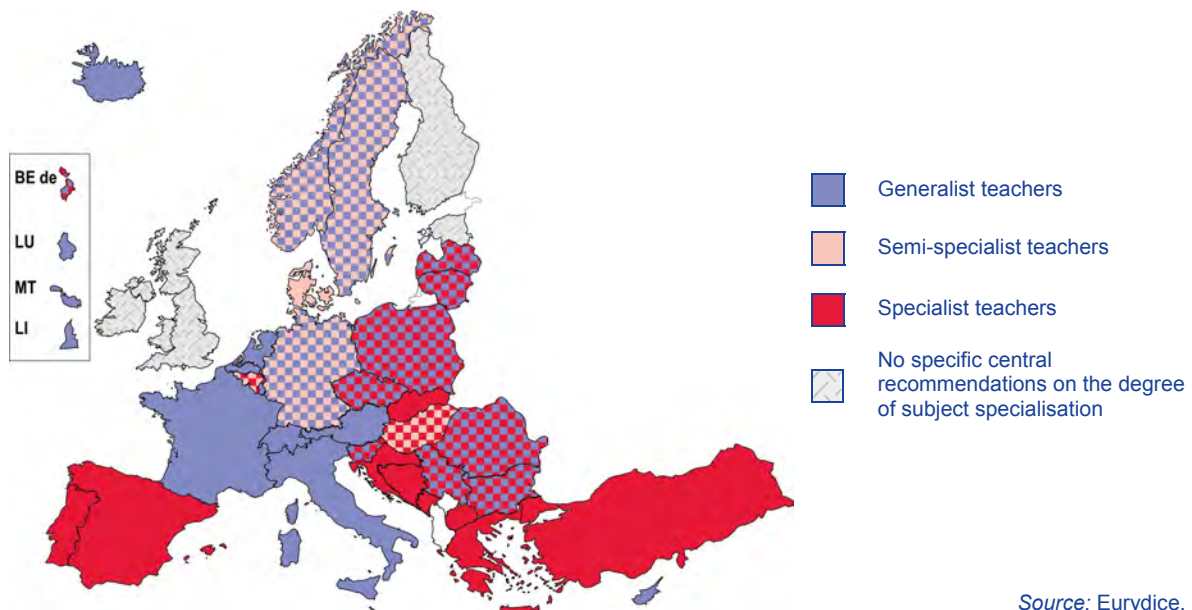 BE de
LU
MT
LI
Generalist teachers
Semi-specialist teachers
Specialist teachers
No specific central
recommendations on the degree
of subject specialisation
Source: Eurydice.